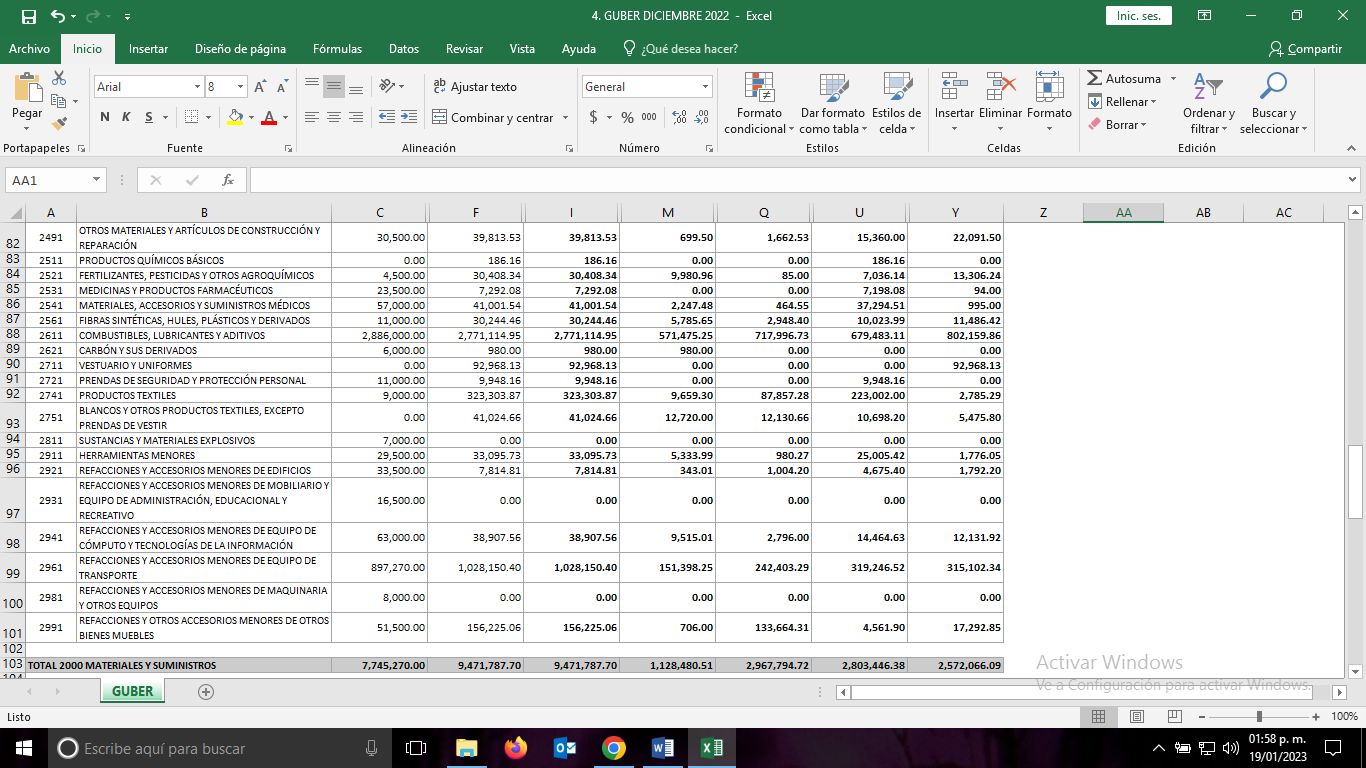 4. GUBER DICIEMBRE 2022 - Excel
Inic. ses.
Archivo Inicio Insertar Diseño de página Fórmulas Datos Revisar Vista Ayuda ¿Qué desea hacer? Compartir
Pegar
Portapapeles
Arial 8
N K S
Fuente
Ajustar texto
Combinar y centrar
Alineación
General
$ % 000
Número
Formato condicional
Dar formato como tabla
Estilos de celda
Estilos
Insertar Eliminar Formato
Celdas
Autosuma
Rellenar
Borrar
Ordenar y filtrar
Buscar y seleccionar
Edición
AA1 fx
A B C F I M Q U Y Z AA AB AC
82 2491 OTROS MATERIALES Y ARTÍCULOS DE CONSTRUCCIÓN Y REPARACIÓN 30,500.00 39,813.53 39,813.53 699.50 1,662.53 15,360.00 22,091.50
83 2511 PRODUCTOS QUÍMICOS BÁSICOS 0.00 186.16 186.16 0.00 0.00 186.16 0.00
84 2521 FERTILIZANTES, PESTICIDAS Y OTROS AGROQUÍMICOS 4,500.00 30,408.34 30,408.34 9,980.96 85.00 7,036.14 13,306.24
85 2531 MEDICINAS Y PRODUCTOS FARMACÉUTICOS 23,500.00 7,292.08 7,292.08 0.00 0.00 7,198.08 94.00
86 2541 MATERIALES, ACCESORIOS Y SUMINISTROS MÉDICOS 57,000.00 41,001.54 41,001.54 2,247.48 464.55 37,294.51 995.00
87 2561 FIBRAS SINTÉTICAS, HULES, PLÁSTICOS Y DERIVADOS 11,000.00 30,244.46 30,244.46 5,785.65 2,948.40 10,023.99 11,486.42
88 2611 COMBUSTIBLES, LUBRICANTES Y ADITIVOS 2,886,000.00 2,771,114.95 2,771,114.95 571,475.25 717,996.73 679,483.11 802,159.86
89 2621 CARBÓN Y SUS DERIVADOS 6,000.00 980.00 980.00 980.00 0.00 0.00 0.00
90 2711 VESTUARIO Y UNIFORMES 0.00 92,968.13 92,968.13 0.00 0.00 0.00 92,968.13
91 2721 PRENDAS DE SEGURIDAD Y PROTECCIÓN PERSONAL 11,000.00 9,948.16 9,948.16 0.00 0.00 9,948.16 0.00
92 2741 PRODUCTOS TEXTILES 9,000.00 323,303.87 323,303.87 9,659.30 87,857.28 223,002.00 2,785.29
93 2751 BLANCOS Y OTROS PRODUCTOS TEXTILES, EXCEPTO PRENDAS DE VESTIR 0.00 41,024.66 41,024.66 12,720.00 12,130.66 10,698.20 5,475.80
94 2811 SUSTANCIAS Y MATERIALES EXPLOSIVOS 7,000.00 0.00 0.00 0.00 0.00 0.00 0.00
95 2911 HERRAMIENTAS MENORES 29,500.00 33,095.73 33,095.73 5,333.99 980.27 25,005.42 1,776.05
96 2921 REFACCIONES Y ACCESORIOS MENORES DE EDIFICIOS 33,500.00 7,814.81 7,814.81 343.01 1,004.20 4,675.40 1,792.20
97 2931 REFACCIONES Y ACCESORIOS MENORES DE MOBILIARIO Y EQUIPO DE ADMINISTRACIÓN, EDUCACIONAL Y RECREATIVO 16,500.00 0.00 0.00 0.00 0.00 0.00 0.00
98 2941 REFACCIONES Y ACCESORIOS MENORES DE EQUIPO DE CÓMPUTO Y TECNOLOGÍAS DE LA INFORMACIÓN 63,000.00 38,907.56 38,907.56 9,515.01 2,796.00 14,464.63 12,131.92
99 2961 REFACCIONES Y ACCESORIOS MENORES DE EQUIPO DE TRANSPORTE 897,270.00 1,028,150.40 1,028,150.40 151,398.25 242,403.29 319,246.52 315,102.34
100 2981 REFACCIONES Y ACCESORIOS MENORES DE MAQUINARIA Y OTROS EQUIPOS 8,000.00 0.00 0.00 0.00 0.00 0.00 0.00
101 2991 REFACCIONES Y OTROS ACCESORIOS MENORES DE OTROS BIENES MUEBLES 51,500.00 156,225.06 156,225.06 706.00 133,664.31 4,561.90 17,292.85
102
103 TOTAL 2000 MATERIALES Y SUMINISTROS 7,745,270.00 9,471,787.70 9,471,787.70 1,128,480.51 2,967,794.72 2,803,446.38 2,572,066.09
Activar Windows
Ve a Configuración para activar Windows.
GUBER
Listo 100%
Escribe aquí para buscar
01:58 p. m.
19/01/2023